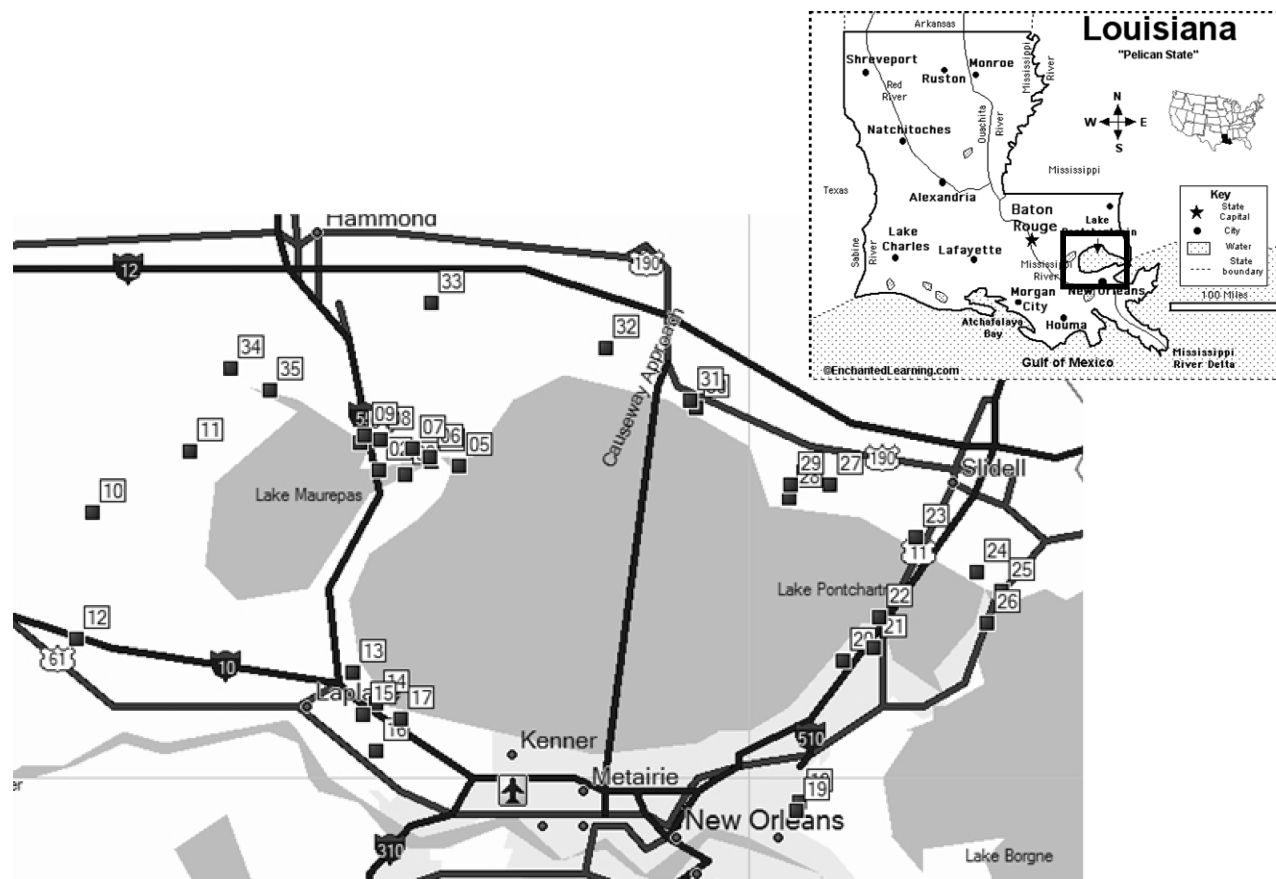 Arkansas
Louisiana
"Pelican State"
Shreveport
Monroe
Ruston
Mississippi
River
Red
River
Ouachita
River
N
W
E
S
Natchitoches
Mississippi
Texas
Alexandria
Baton
Rouge
Lake
Key
State
Capital
City
Water
State
boundary
Lake
Charles
Lafayette
Sabine
River
Mississippi
River
New Orleans
100 Miles
Morgan
City
Houma
Atchafalaya
Bay
Gulf of Mexico
Mississippi
River Delta
©EnchantedLearning.com
Hammond
190
12
33
32
Causeway Approach
34
35
31
09
08
07
06
05
02
11
10
Lake Maurepas
29
27
28
190
Slidell
23
11
24
25
26
Lake Pontchartr
22
21
20
12
61
10
13
14
15
17
16
Kenner
Metairie
510
19
New Orleans
310
Lake Borgne